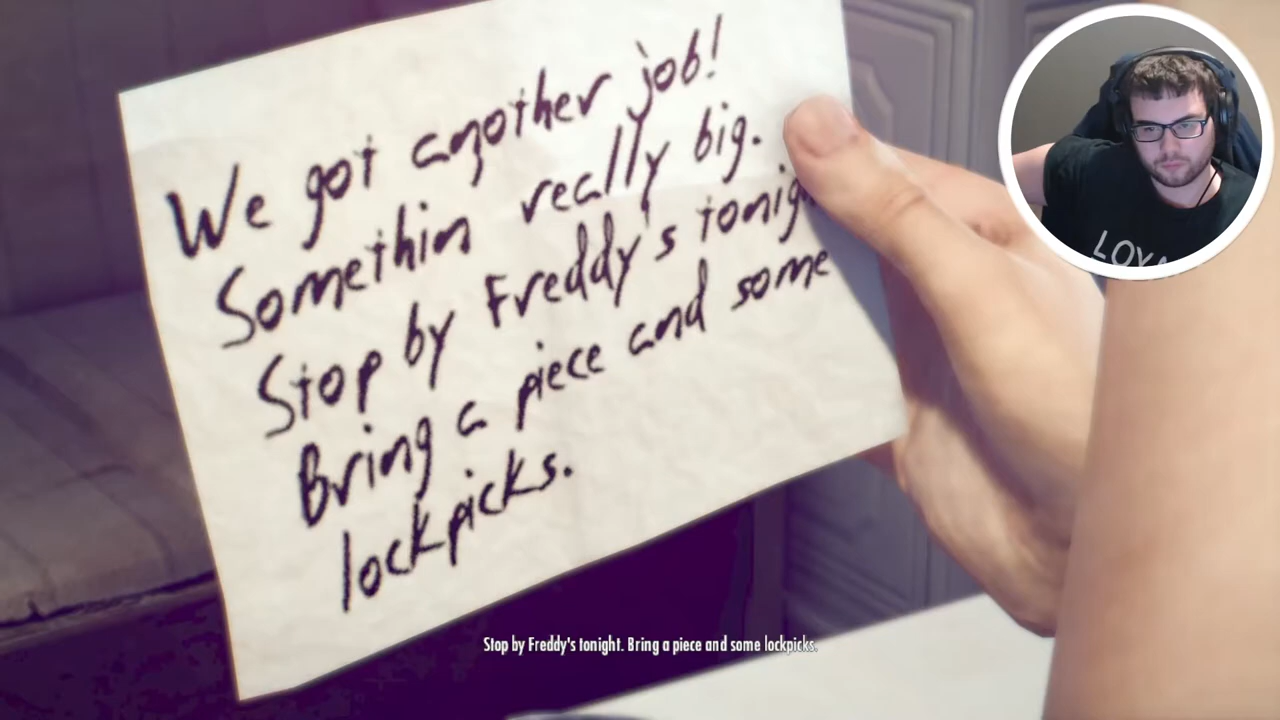 We got another job!
Somethin really big.
Stop by Freddy's
Bring a piece and some
lockpicks.
Stop by Freddy's tonight. Bring a piece and some lockpicks.